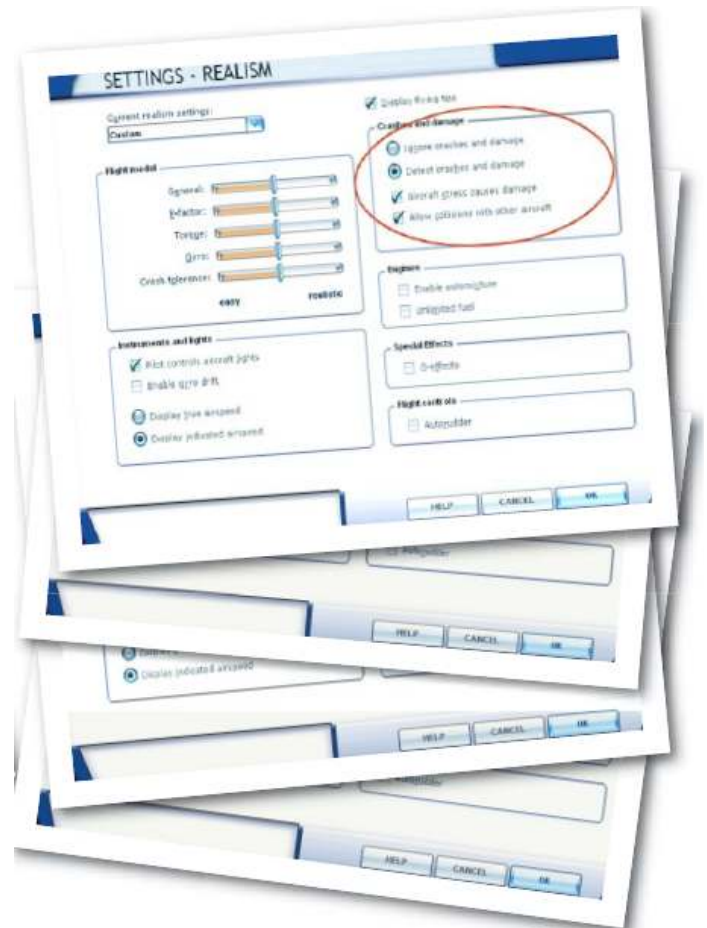 SETTINGS - REALISM
Current realism settings:
Custom
Flight model
General:
P-factor:
Torque:
Gyro:
Crash tolerance:
easy realistic
Instruments and lights
Pilot controls aircraft lights
Enable gyro drift
Display true airspeed
Display indicated airspeed
Display flying tips
Crashes and damage
Ignore crashes and damage
Detect crashes and damage
Aircraft stress causes damage
Allow collisions with other aircraft
Engines
Enable automixture
Unlimited fuel
Special Effects
G-effects
Flight controls
Autorudder
HELP CANCEL OK
Autorudder
HELP CANCEL OK
Display indicated airspeed
HELP CANCEL OK
Autorudder
HELP CANCEL OK